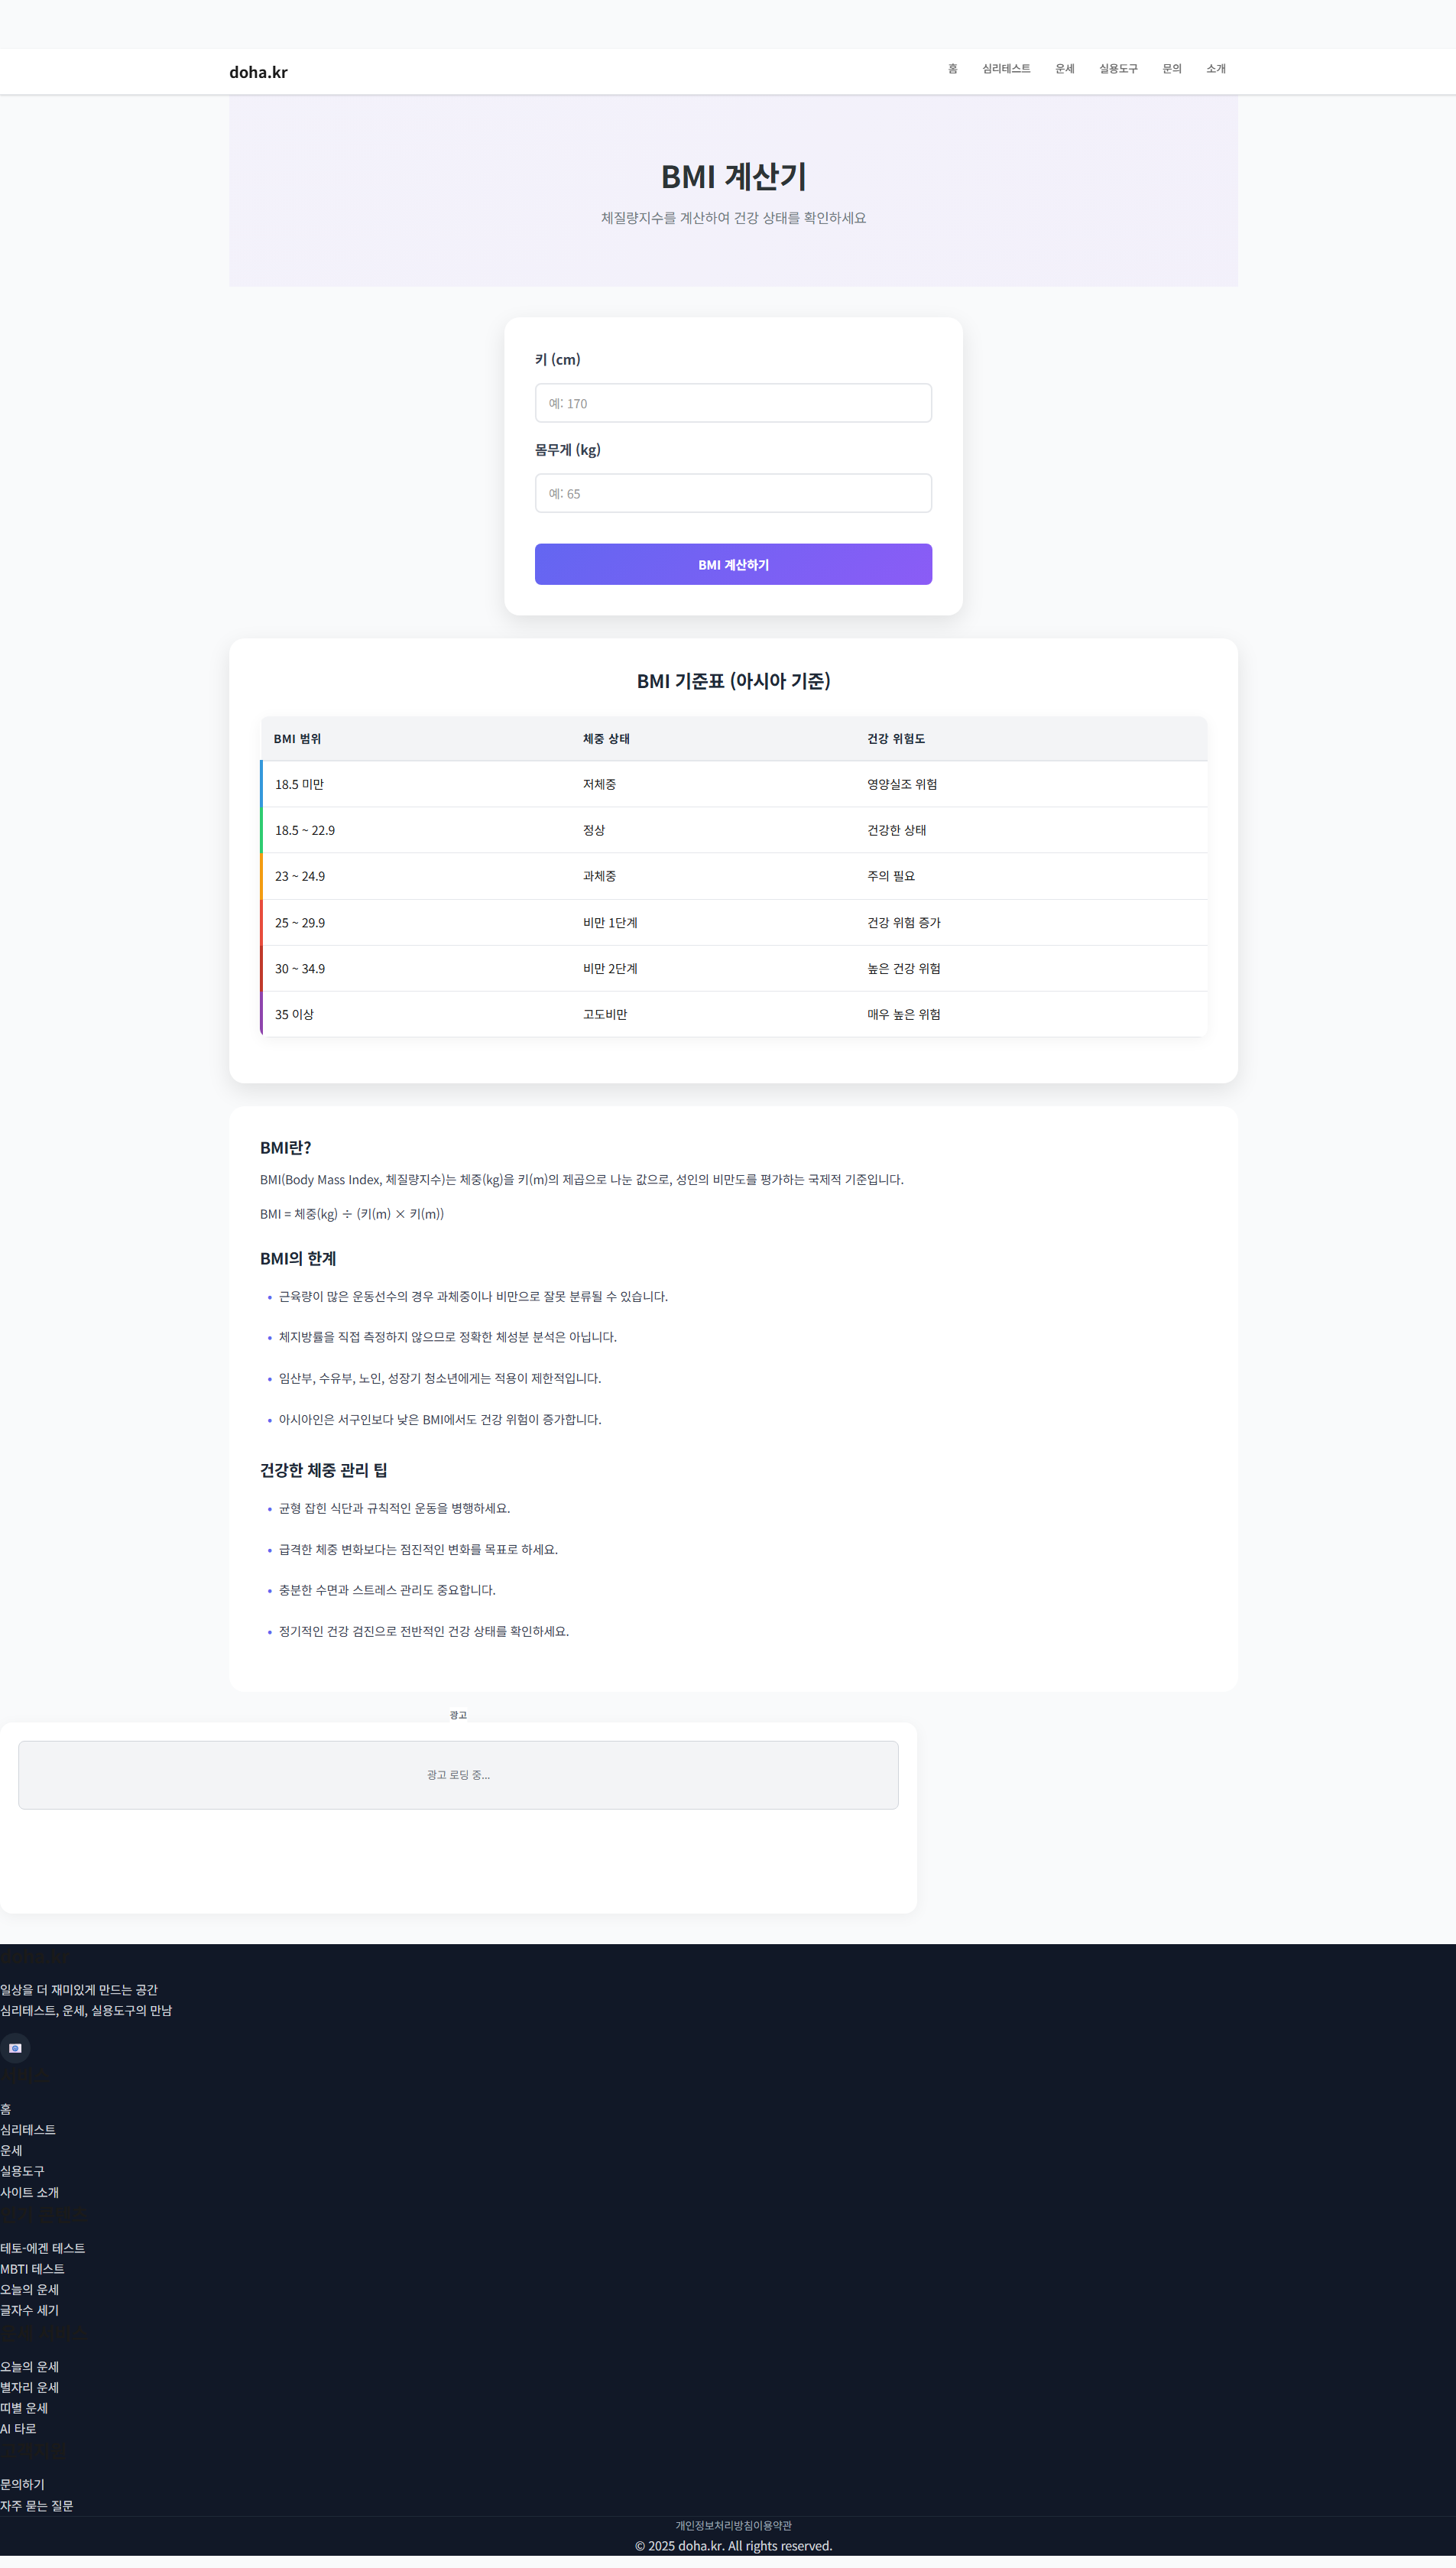 doha.kr
홈 심리테스트 운세 실용도구 문의 소개
BMI 계산기
체질량지수를 계산하여 건강 상태를 확인하세요
키 (cm)
예: 170
몸무게 (kg)
예: 65
BMI 계산하기
BMI 기준표 (아시아 기준)
BMI 범위 체중 상태 건강 위험도
18.5 미만 저체중 영양실조 위험
18.5 ~ 22.9 정상 건강한 상태
23 ~ 24.9 과체중 주의 필요
25 ~ 29.9 비만 1단계 건강 위험 증가
30 ~ 34.9 비만 2단계 높은 건강 위험
35 이상 고도비만 매우 높은 위험
BMI란?
BMI(Body Mass Index, 체질량지수)는 체중(kg)을 키(m)의 제곱으로 나눈 값으로, 성인의 비만도를 평가하는 국제적 기준입니다.
BMI = 체중(kg) ÷ (키(m) × 키(m))
BMI의 한계
• 근육량이 많은 운동선수의 경우 과체중이나 비만으로 잘못 분류될 수 있습니다.
• 체지방률을 직접 측정하지 않으므로 정확한 체성분 분석은 아닙니다.
• 임산부, 수유부, 노인, 성장기 청소년에게는 적용이 제한적입니다.
• 아시아인은 서구인보다 낮은 BMI에서도 건강 위험이 증가합니다.
건강한 체중 관리 팁
• 균형 잡힌 식단과 규칙적인 운동을 병행하세요.
• 급격한 체중 변화보다는 점진적인 변화를 목표로 하세요.
• 충분한 수면과 스트레스 관리도 중요합니다.
• 정기적인 건강 검진으로 전반적인 건강 상태를 확인하세요.
광고
광고 로딩 중...
일상을 더 재미있게 만드는 공간
심리테스트, 운세, 실용도구의 만남
홈
심리테스트
운세
실용도구
사이트 소개
테토-에겐 테스트
MBTI 테스트
오늘의 운세
글자수 세기
오늘의 운세
별자리 운세
띠별 운세
AI 타로
문의하기
자주 묻는 질문
개인정보처리방침이용약관
© 2025 doha.kr. All rights reserved.